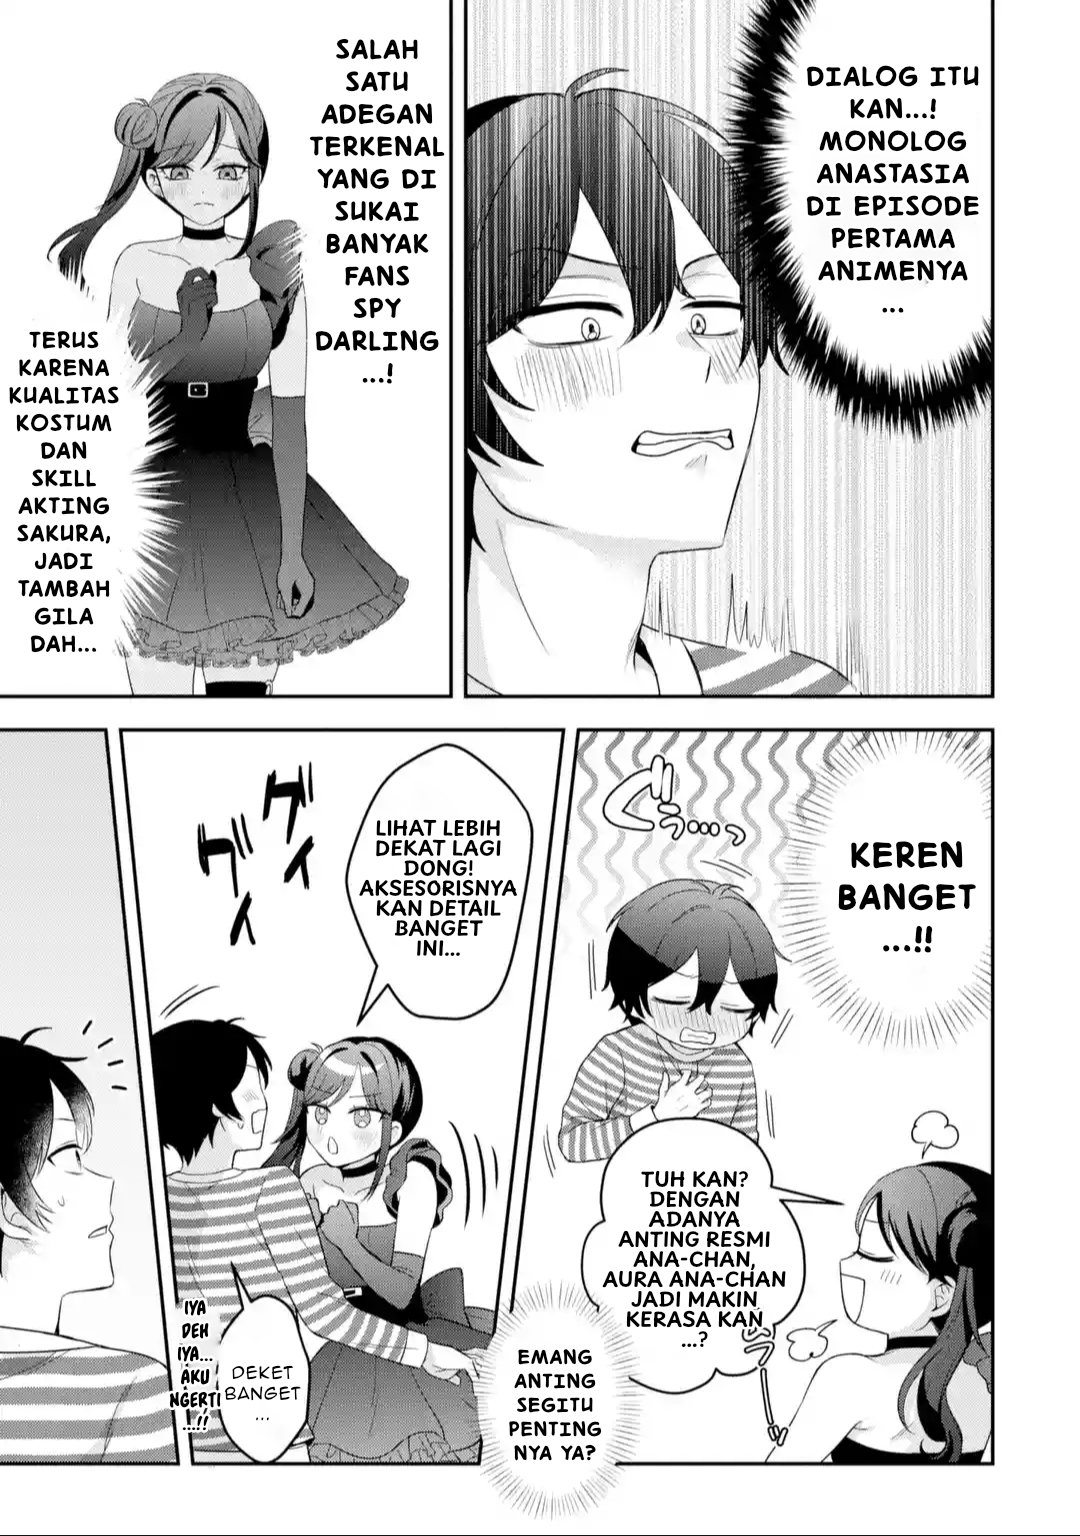 DIALOG ITU
KAN...!
MONOLOG
ANASTASIA
DI EPISODE
PERTAMA
ANIMENYA
...
SALAH
SATU
ADEGAN
TERKENAL
YANG DI
SUKAI
BANYAK
FANS
SPY
DARLING
...!
TERUS
KARENA
KUALITAS
KOSTUM
DAN
SKILL
AKTING
SAKURA,
JADI
TAMBAH
GILA
DAH...
KEREN
BANGET
...!!
ぐう…っ
TUH KAN?
DENGAN
ADANYA
ANTING RESMI
ANA-CHAN,
AURA ANA-CHAN
JADI MAKIN
KERASA KAN
...?
EMANG
ANTING
SEGITU
PENTING
NYA YA?
LIHAT LEBIH
DEKAT LAGI
DONG!
AKSESORISNYA
KAN DETAIL
BANGET
INI...
グ
グ
イ
DEKET
BANGET
...
IYA
DEH
IYA...
AKU
NGERTI
...!!